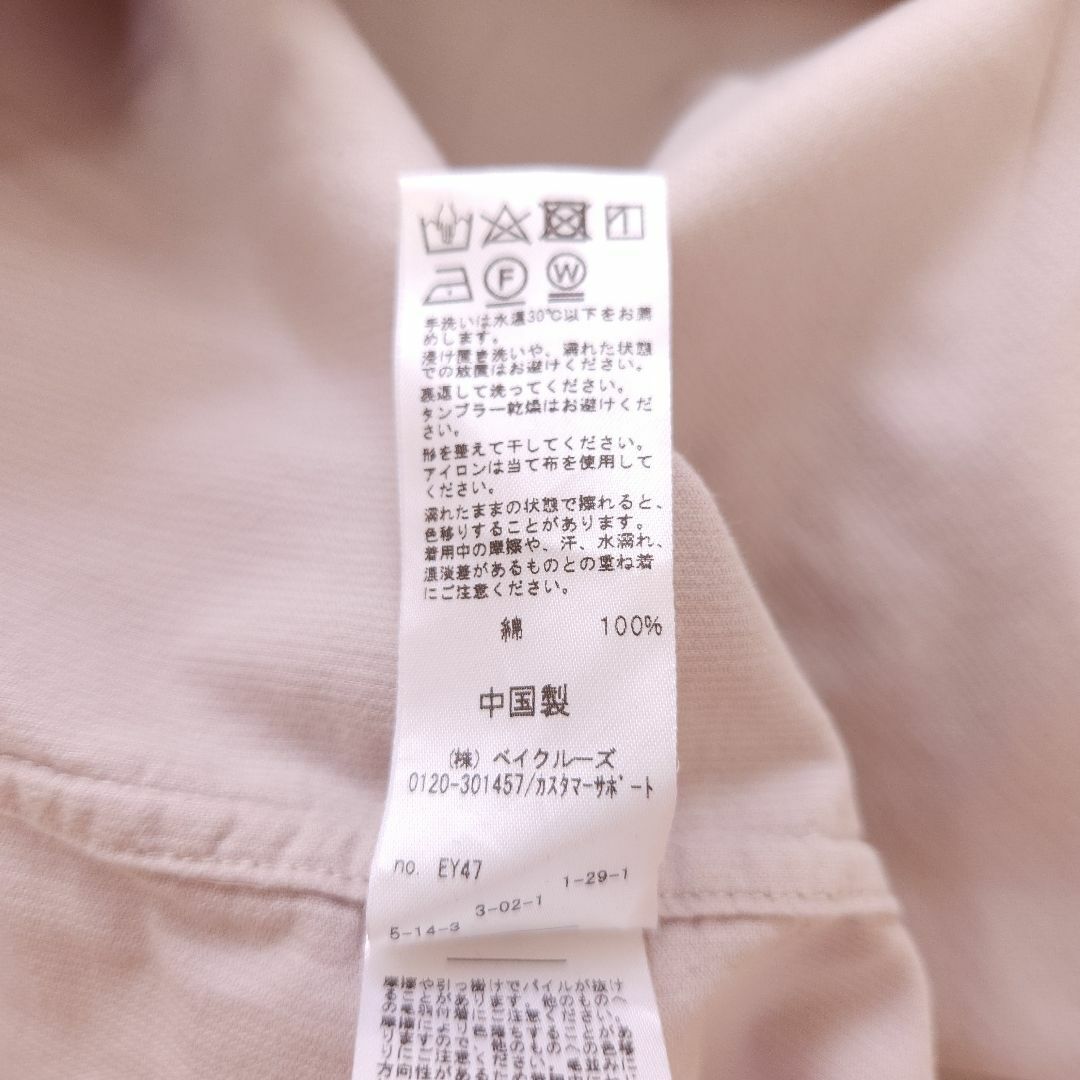 F W
手洗いは水温30℃以下をお薦
めします。
浸け置き洗いや、濡れた状態
での放置はお避けください。
裏返して洗ってください。
タンブラー乾燥はお避けくだ
さい。
形を整えて干してください。
アイロンは当て布を使用して
ください。
濡れたままの状態で擦れると、
色移りすることがあります。
着用中の摩擦や、汗、水濡れ、
濃淡差があるものとの重ね着
にご注意ください。
綿 100%
中国製
(株) ベイクルーズ
0120-301457/カスタマーサポート
no. EY47
1-29-1
3-02-1
5-14-3